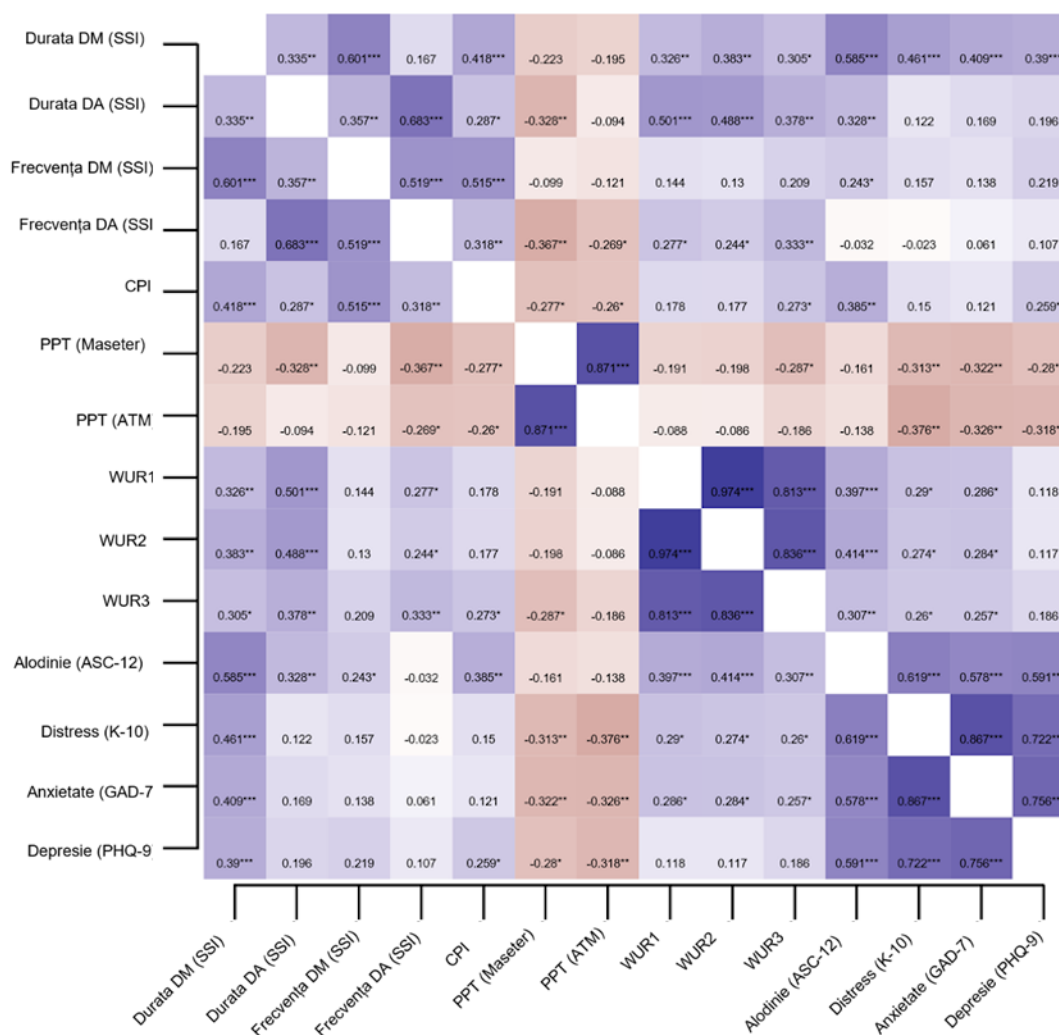 Durata DM (SSI) 0.335** 0.601*** 0.167 0.418*** -0.223 -0.195 0.326** 0.383** 0.305* 0.585*** 0.461*** 0.409*** 0.39***
Durata DA (SSI) 0.335** 0.357** 0.683*** 0.287* -0.328** -0.094 0.501*** 0.488*** 0.378** 0.328** 0.122 0.169 0.196
Frecvența DM (SSI) 0.601*** 0.357** 0.519*** 0.515*** -0.099 -0.121 0.144 0.13 0.209 0.243* 0.157 0.138 0.219
Frecvența DA (SSI 0.167 0.683*** 0.519*** 0.318** -0.367** -0.269* 0.277* 0.244* 0.333** -0.032 -0.023 0.061 0.107
CPI 0.418*** 0.287* 0.515*** 0.318** -0.277* -0.26* 0.178 0.177 0.273* 0.385** 0.15 0.121 0.259*
PPT (Maseter) -0.223 -0.328** -0.099 -0.367** -0.277* 0.871*** -0.191 -0.198 -0.287* -0.161 -0.313** -0.322** -0.28*
PPT (ATM -0.195 -0.094 -0.121 -0.269* -0.26* 0.871*** -0.088 -0.086 -0.186 -0.138 -0.376** -0.326** -0.318*
WUR1 0.326** 0.501*** 0.144 0.277* 0.178 -0.191 -0.088 0.974*** 0.813*** 0.397*** 0.29* 0.286* 0.118
WUR2 0.383** 0.488*** 0.13 0.244* 0.177 -0.198 -0.086 0.974*** 0.836*** 0.414*** 0.274* 0.284* 0.117
WUR3 0.305* 0.378** 0.209 0.333** 0.273* -0.287* -0.186 0.813*** 0.836*** 0.307** 0.26* 0.257* 0.186
Alodinie (ASC-12) 0.585*** 0.328** 0.243* -0.032 0.385** -0.161 -0.138 0.397*** 0.414*** 0.307** 0.619*** 0.578*** 0.591**
Distress (K-10) 0.461*** 0.122 0.157 -0.023 0.15 -0.313** -0.376** 0.29* 0.274* 0.26* 0.619*** 0.867*** 0.722**
Anxietate (GAD-7 0.409*** 0.169 0.138 0.061 0.121 -0.322** -0.326** 0.286* 0.284* 0.257* 0.578*** 0.867*** 0.756**
Depresie (PHQ-9 0.39*** 0.196 0.219 0.107 0.259* -0.28* -0.318** 0.118 0.117 0.186 0.591*** 0.722*** 0.756***
Durata DM (SSI)
Durata DA (SSI)
Frecvența DM (SSI)
Frecvența DA (SSI)
CPI
PPT (Maseter)
PPT (ATM)
WUR1
WUR2
WUR3
Alodinie (ASC-12)
Distress (K-10)
Anxietate (GAD-7)
Depresie (PHQ-9)